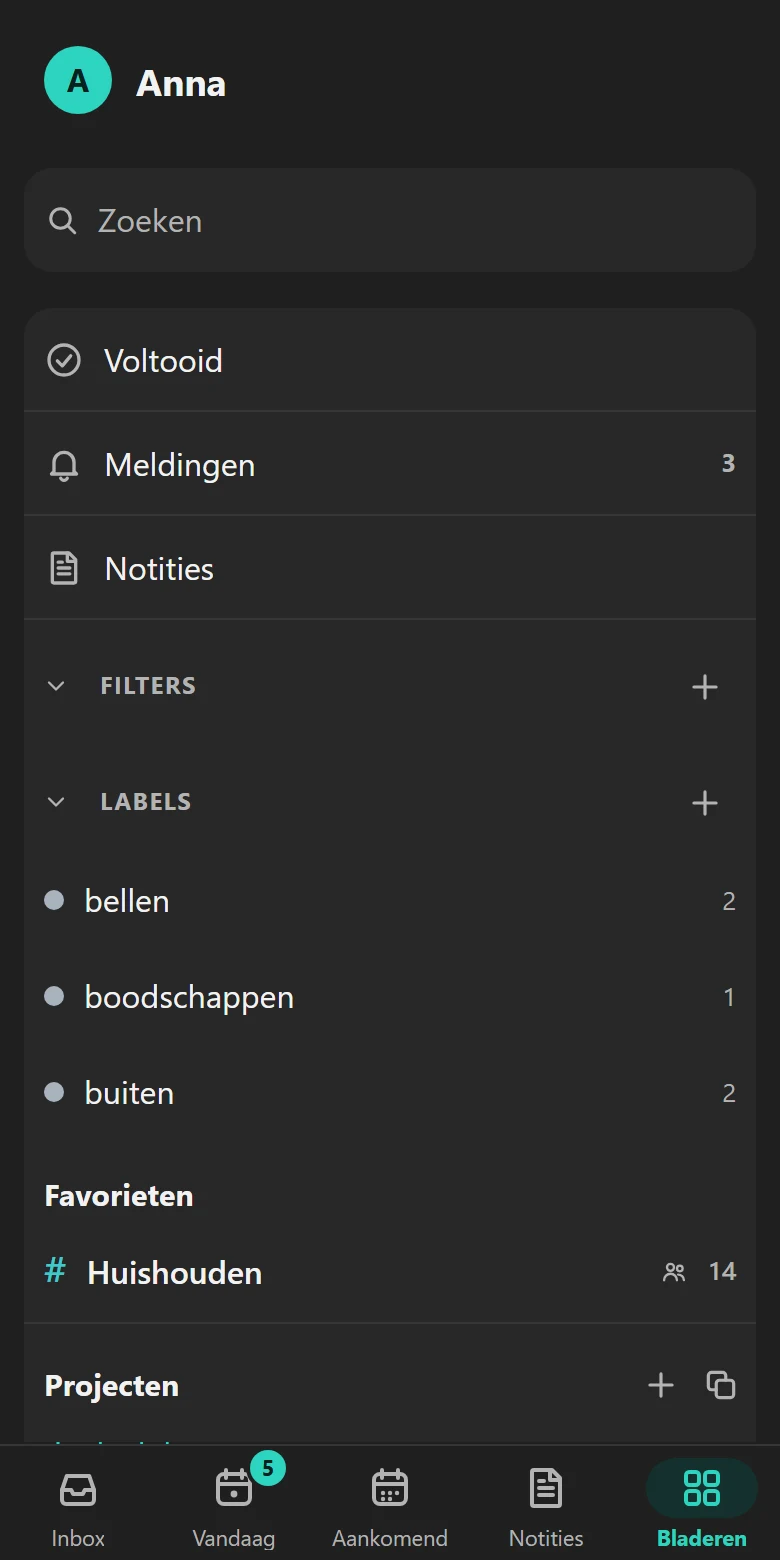 A Anna
Zoeken
Voltooid
Meldingen 3
Notities
FILTERS
LABELS
bellen 2
boodschappen 1
buiten 2
Favorieten
# Huishouden 14
Projecten
5
Inbox Vandaag Aankomend Notities Bladeren